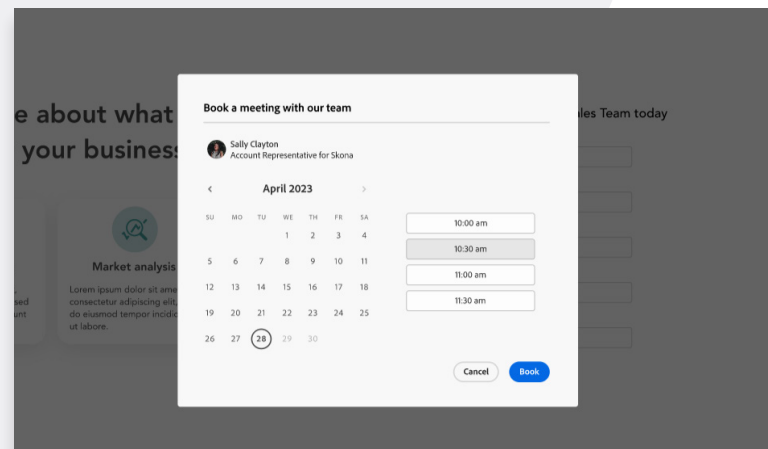 e about what
your business
les Team today
Market analysis
Lorem ipsum dolor sit ame
consectetur adipiscing elit,
do eiusmod tempor incidic
ut labore.
sed
unt
Book a meeting with our team
Sally Clayton
Account Representative for Skona
‹ April 2023 ›
SU MO TU WE TH FR SA
1 2 3 4
5 6 7 8 9 10 11
12 13 14 15 16 17 18
19 20 21 22 23 24 25
26 27 28 29 30
10:00 am
10:30 am
11:00 am
11:30 am
Cancel Book